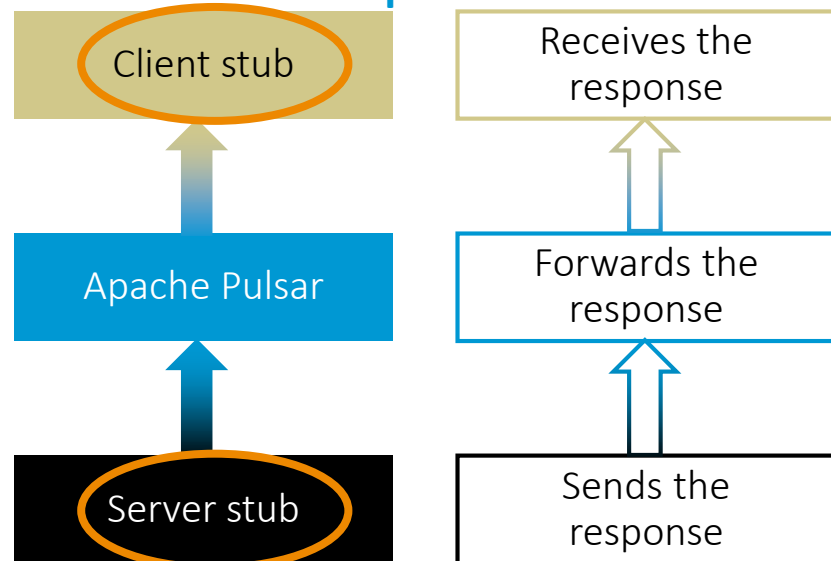 Client stub
Receives the
response
Apache Pulsar
Forwards the
response
Server stub
Sends the
response